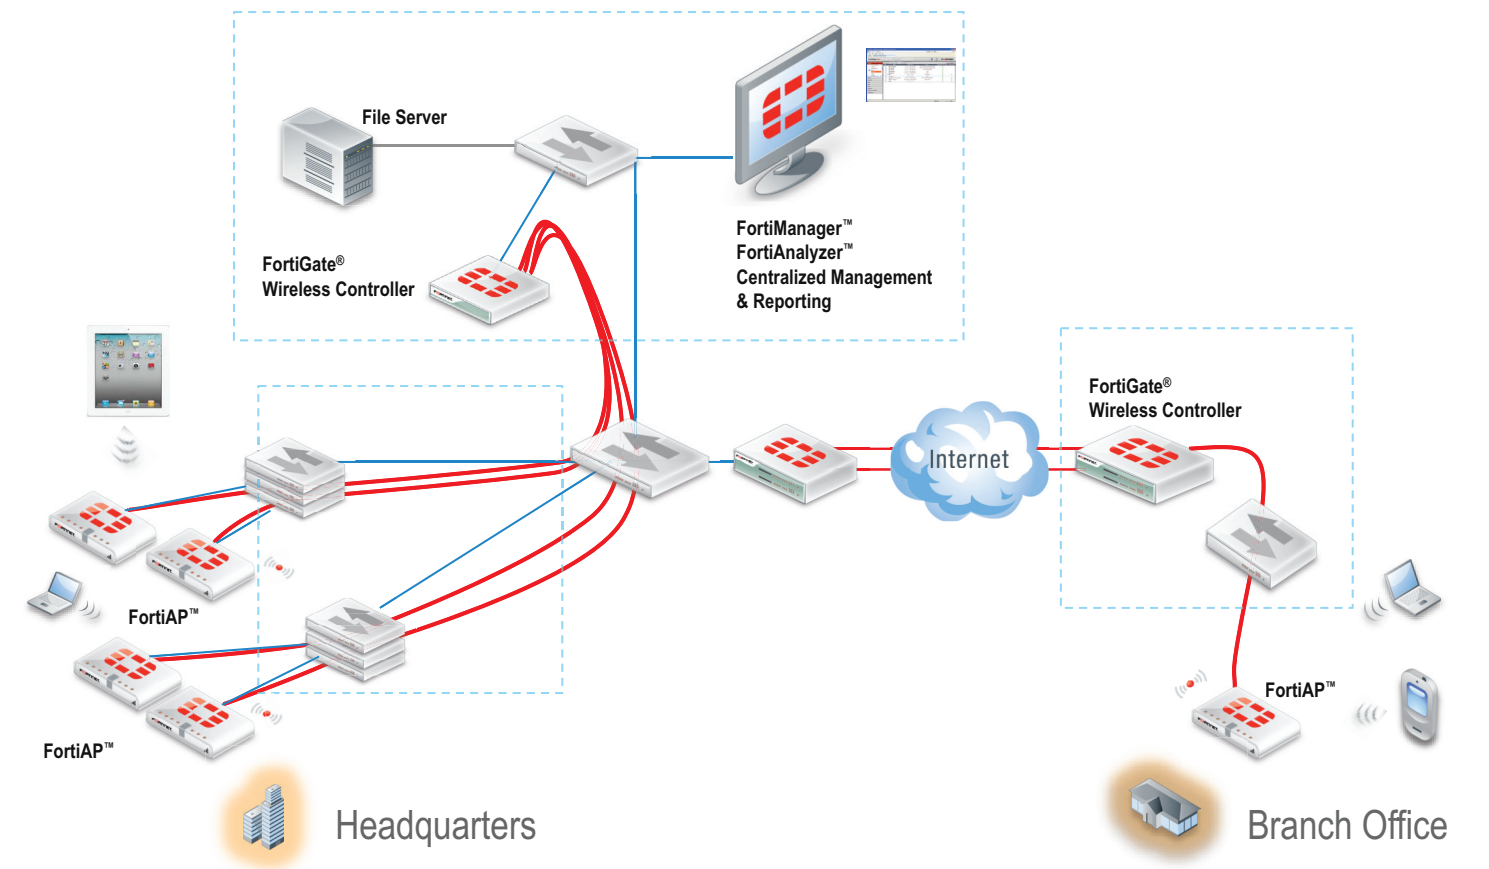 File Server
FortiManager™
FortiAnalyzer™
Centralized Management
& Reporting
FortiGate®
Wireless Controller
FortiGate®
Wireless Controller
Internet
FortiAP™
FortiAP™
FortiAP™
Headquarters
Branch Office